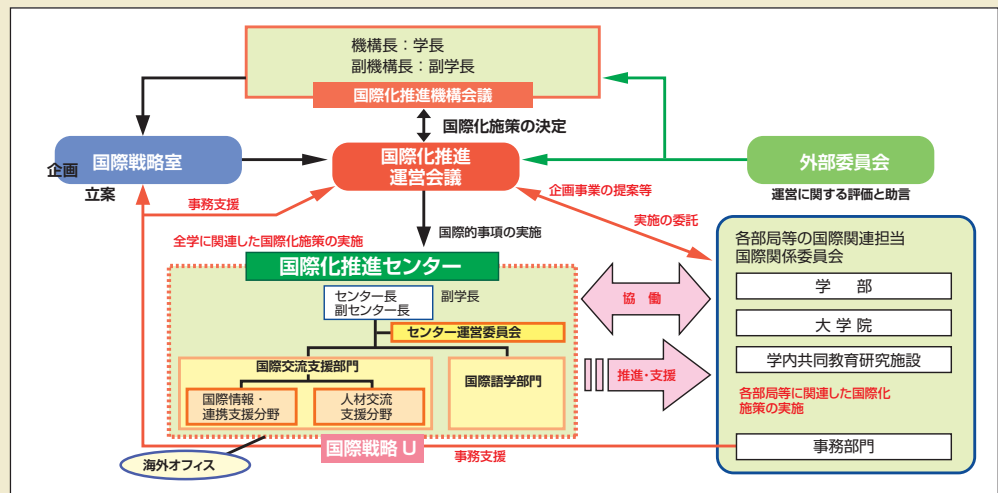 機構長：学長
副機構長：副学長
国際化推進機構会議
国際化施策の決定
企画
国際戦略室
立案
国際化推進
運営会議
外部委員会
運営に関する評価と助言
事務支援
企画事業の提案等
実施の委託
国際的事項の実施
全学に関連した国際化施策の実施
国際化推進センター
センター長
副センター長
副学長
センター運営委員会
国際交流支援部門
国際語学部門
国際情報・
連携支援分野
人材交流
支援分野
国際戦略 U
海外オフィス
事務支援
協 働
推進・支援
各部局等の国際関連担当
国際関係委員会
学 部
大 学 院
学内共同教育研究施設
各部局等に関連した国際化
施策の実施
事務部門